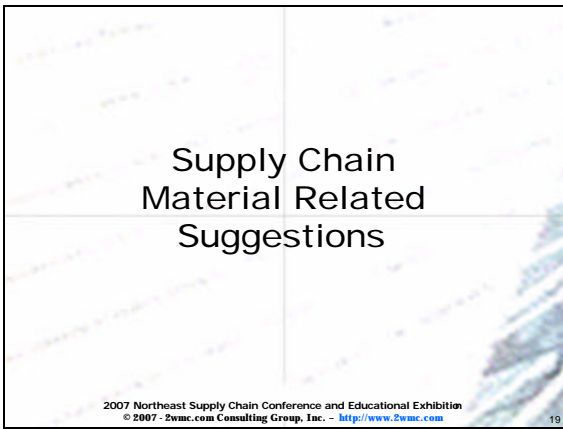 Supply Chain
Material Related
Suggestions
2007 Northeast Supply Chain Conference and Educational Exhibition
© 2007 - 2wmc.com Consulting Group, Inc. – http://www.2wmc.com
19